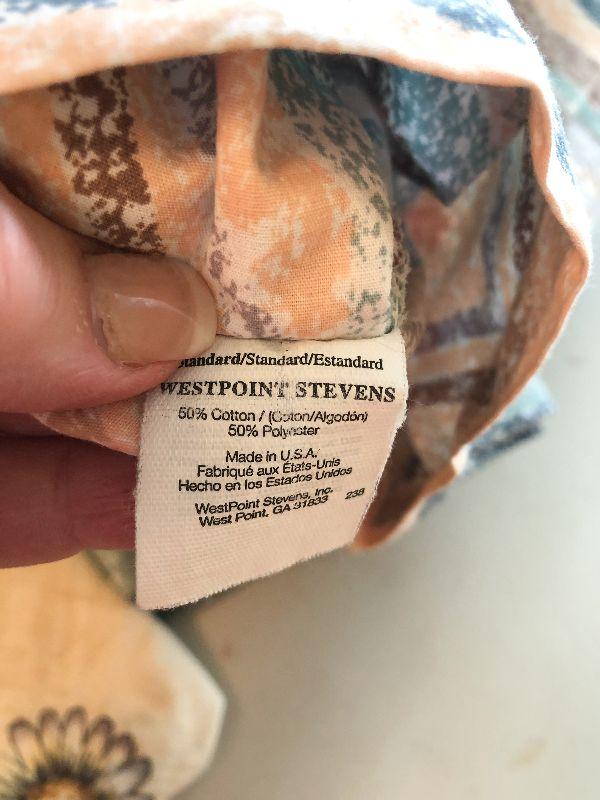 Standard/Standard/Estandard
WESTPOINT STEVENS
50% Cotton / (Coton/Algodón)
50% Polyester
Made in U.S.A.
Fabriqué aux États-Unis
Hecho en los Estados Unidos
WestPoint Stevens, Inc. 238
West Point, GA 31833